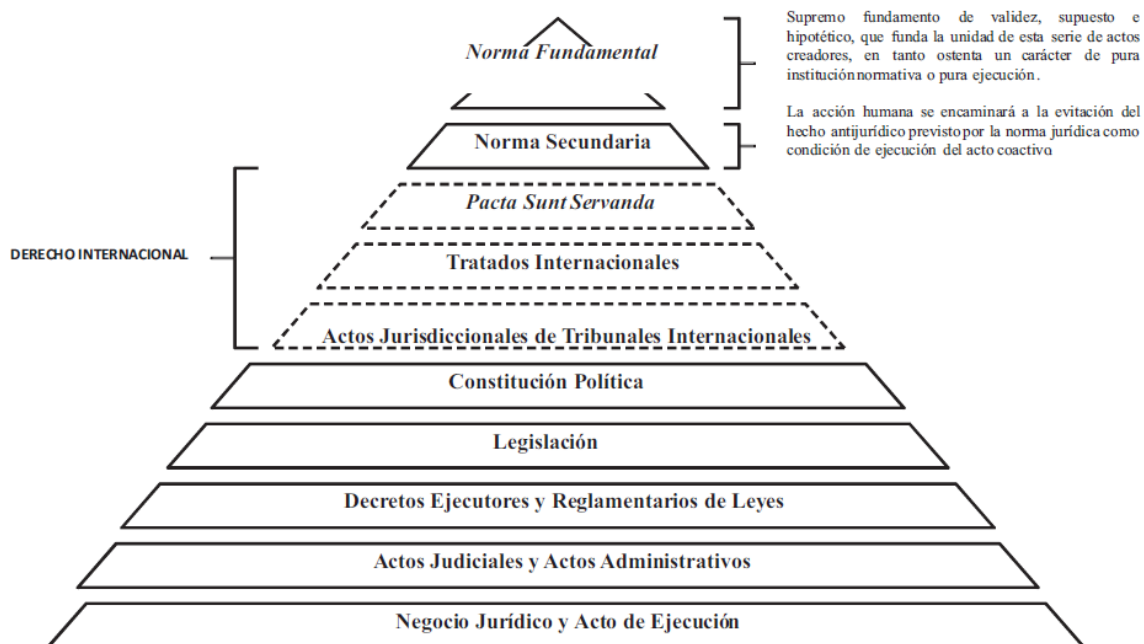 Supremo fundamento de validez, supuesto e
hipotético, que funda la unidad de esta serie de actos
creadores, en tanto ostenta un carácter de pura
institución normativa o pura ejecución.
Norma Fundamental
La acción humana se encaminará a la evitación del
hecho antijurídico previsto por la norma jurídica como
condición de ejecución del acto coactivo
Norma Secundaria
Pacta Sunt Servanda
DERECHO INTERNACIONAL
Tratados Internacionales
Actos Jurisdiccionales de Tribunales Internacionales
Constitución Política
Legislación
Decretos Ejecutores y Reglamentarios de Leyes
Actos Judiciales y Actos Administrativos
Negocio Jurídico y Acto de Ejecución